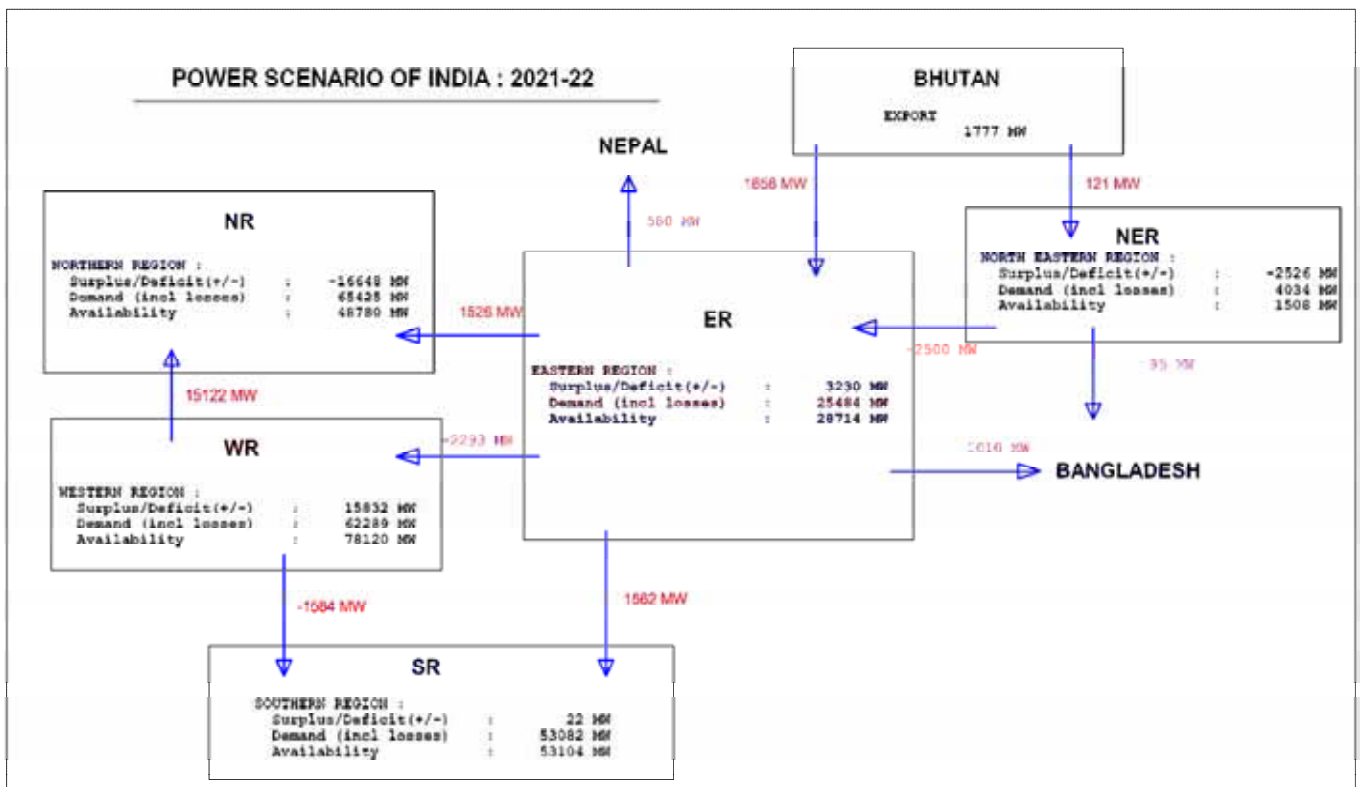 POWER SCENARIO OF INDIA : 2021-22
BHUTAN
EXPORT
1777 MW
NEPAL
1656 MW
121 MW
580 MW
NR
NORTHERN REGION :
Surplus/Deficit(+/-) : -16648 MW
Demand (incl losses) : 65428 MW
Availability : 48780 MW
NER
NORTH EASTERN REGION :
Surplus/Deficit(+/-) : -2526 MW
Demand (incl losses) : 4034 MW
Availability : 1508 MW
1526 MW
ER
-2500 MW
95 MW
EASTERN REGION :
Surplus/Deficit(+/-) : 3230 MW
Demand (incl losses) : 25484 MW
Availability : 28714 MW
15122 MW
-2293 MW
1010 MW
BANGLADESH
WR
WESTERN REGION :
Surplus/Deficit(+/-) : 15832 MW
Demand (incl losses) : 62289 MW
Availability : 78120 MW
-1584 MW
1562 MW
SR
SOUTHERN REGION :
Surplus/Deficit(+/-) : 22 MW
Demand (incl losses) : 53082 MW
Availability : 53104 MW